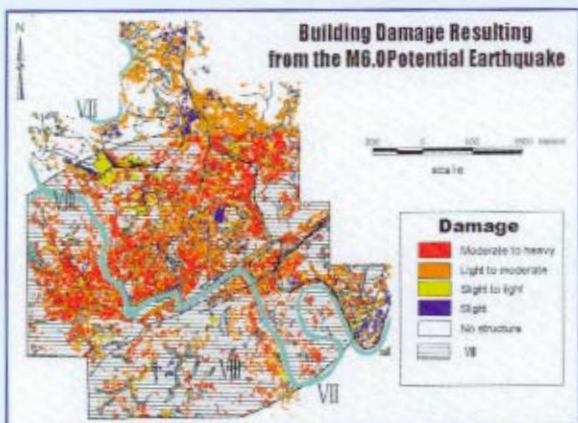 N
Building Damage Resulting
from the M6.0Potential Earthquake
VII
scale
VIII
Damage
Moderate to heavy
Light to moderate
Slight to light
Slight
No structure
VIII
VIII
VII